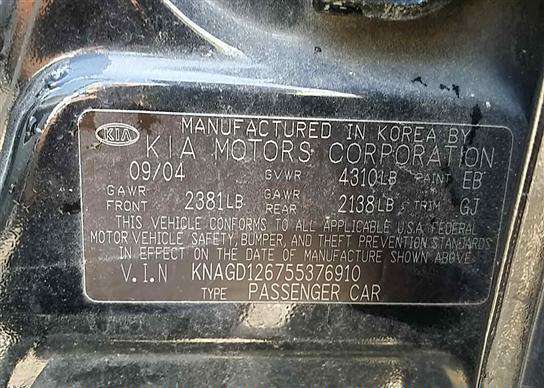 KIA
MANUFACTURED IN KOREA BY
KIA MOTORS CORPORATION
09/04 GVWR 4310LB PAINT EB
GAWR FRONT 2381LB GAWR REAR 2138LB TRIM GJ
THIS VEHICLE CONFORMS TO ALL APPLICABLE U.S.A. FEDERAL
MOTOR VEHICLE SAFETY, BUMPER, AND THEFT PREVENTION STANDARDS
IN EFFECT ON THE DATE OF MANUFACTURE SHOWN ABOVE.
V.I.N KNAGD126755376910
TYPE PASSENGER CAR